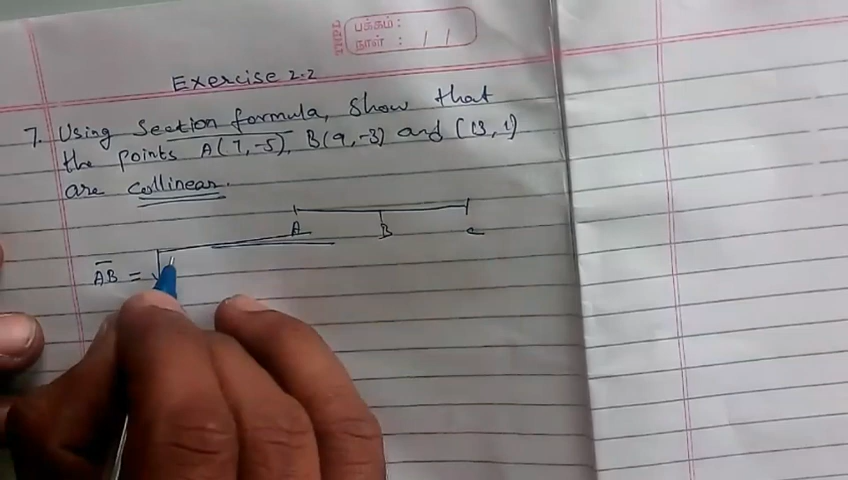 THPL
பக்கம்:
நாள் : / /
Exercise 2.2
7. Using Section formula, Show that
the points A(7,-5), B(9,-3) and (13,1)
are collinear.
A B C
AB =